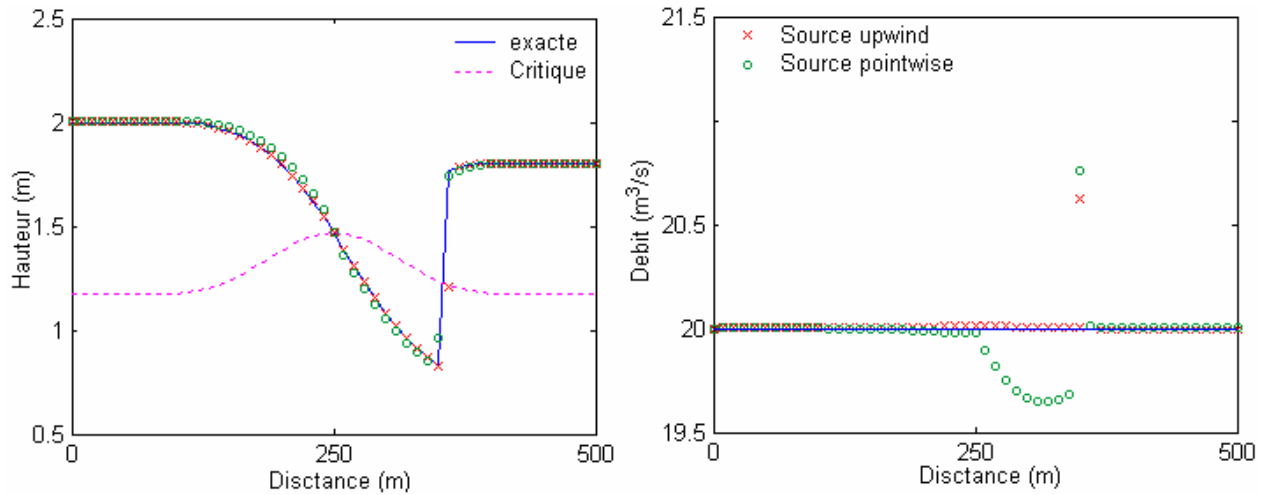 2.5
2
1.5
1
0.5
Hauteur (m)
exacte
Critique
0
250
500
Disctance (m)
21.5
20.5
20
19.5
Debit (m³/s)
Source upwind
Source pointwise
0
250
500
Disctance (m)